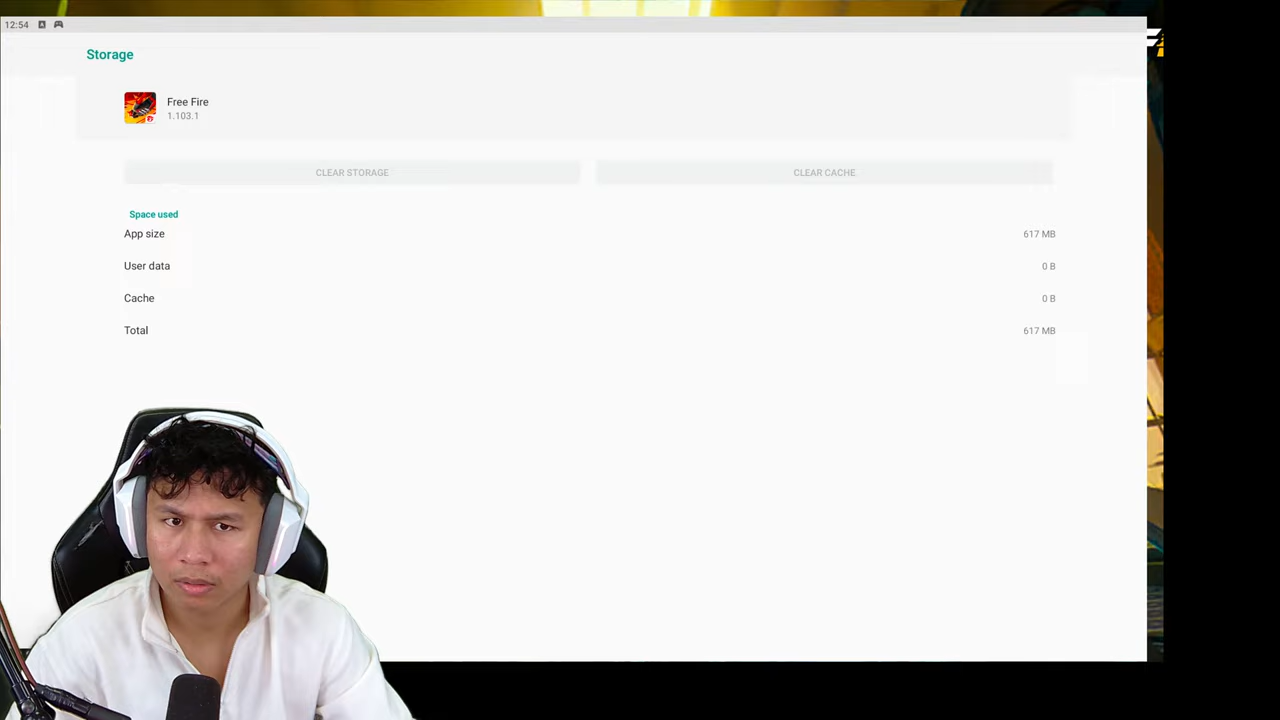 12:54
Storage
Free Fire
1.103.1
CLEAR STORAGE
CLEAR CACHE
Space used
App size
617 MB
User data
0 B
Cache
0 B
Total
617 MB